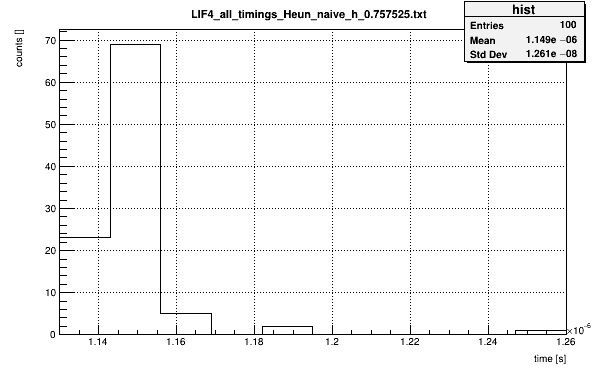 LIF4_all_timings_Heun_naive_h_0.757525.txt
hist
Entries 100
Mean 1.149e −06
Std Dev 1.261e −08
counts []
70
60
50
40
30
20
10
0
1.14 1.16 1.18 1.2 1.22 1.24 1.26
×10⁻⁶
time [s]